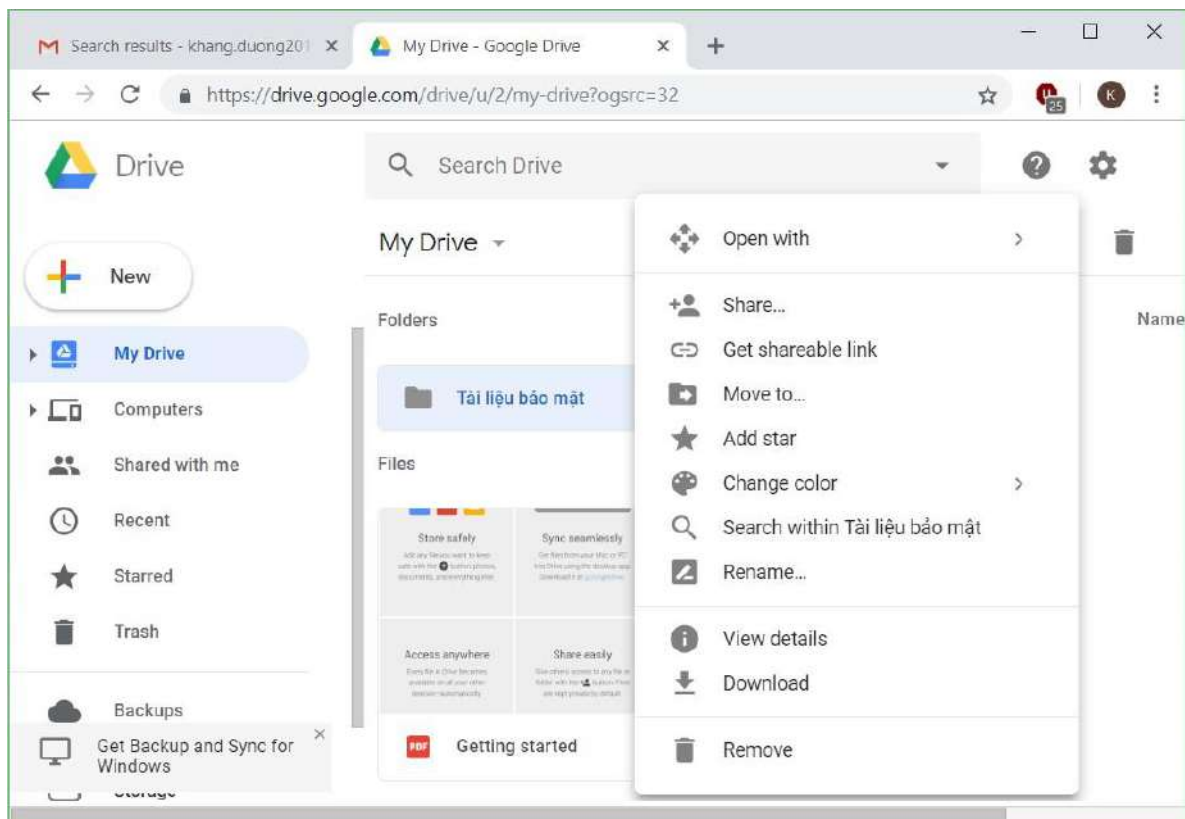 Search results - khang.duong201
My Drive - Google Drive
https://drive.google.com/drive/u/2/my-drive?ogsrc=32
25
K
Drive
Search Drive
New
My Drive
Computers
Shared with me
Recent
Starred
Trash
Backups
Get Backup and Sync for
Windows
Storage
My Drive
Folders
Name
Tài liệu bảo mật
Files
Store safely
Sync seamlessly
Access anywhere
Share easily
PDF
Getting started
Open with
Share...
Get shareable link
Move to...
Add star
Change color
Search within Tài liệu bảo mật
Rename...
View details
Download
Remove